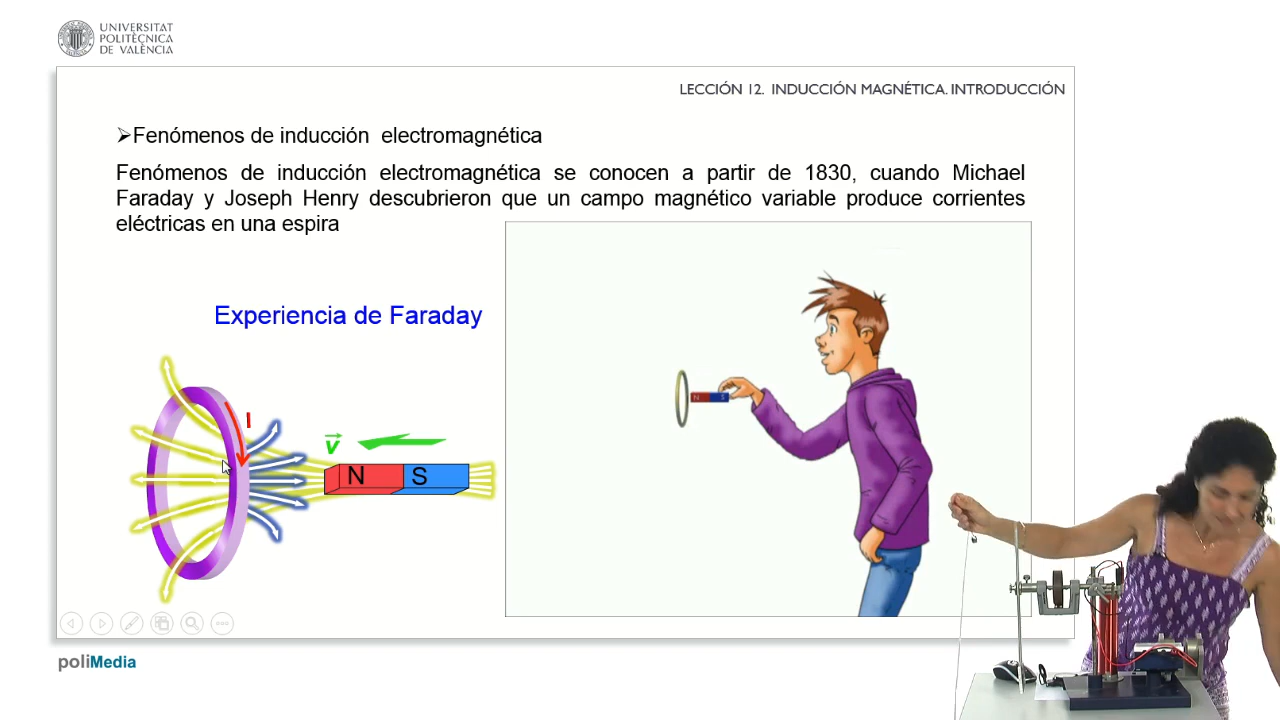 UNIVERSITAT
POLITÈCNICA
DE VALÈNCIA
LECCIÓN 12. INDUCCIÓN MAGNÉTICA. INTRODUCCIÓN
➢Fenómenos de inducción electromagnética
Fenómenos de inducción electromagnética se conocen a partir de 1830, cuando Michael
Faraday y Joseph Henry descubrieron que un campo magnético variable produce corrientes
eléctricas en una espira
Experiencia de Faraday
I
v
N S
N S
poliMedia